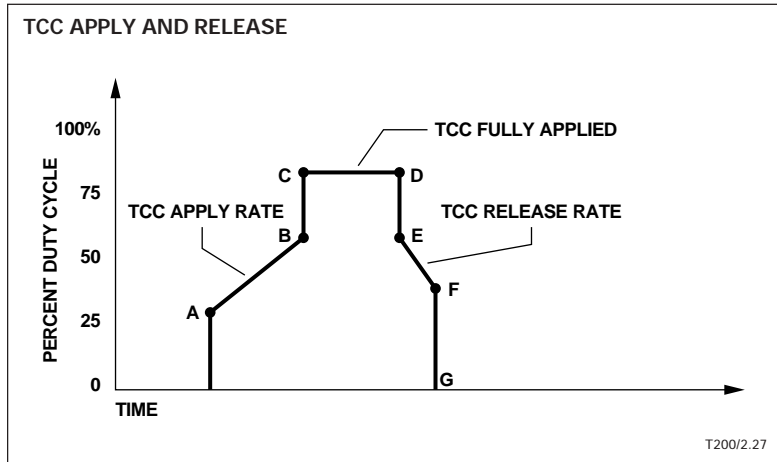 TCC APPLY AND RELEASE
PERCENT DUTY CYCLE
100%
75
50
25
0
TCC FULLY APPLIED
C
D
TCC APPLY RATE
TCC RELEASE RATE
B
E
A
F
G
TIME
T200/2.27